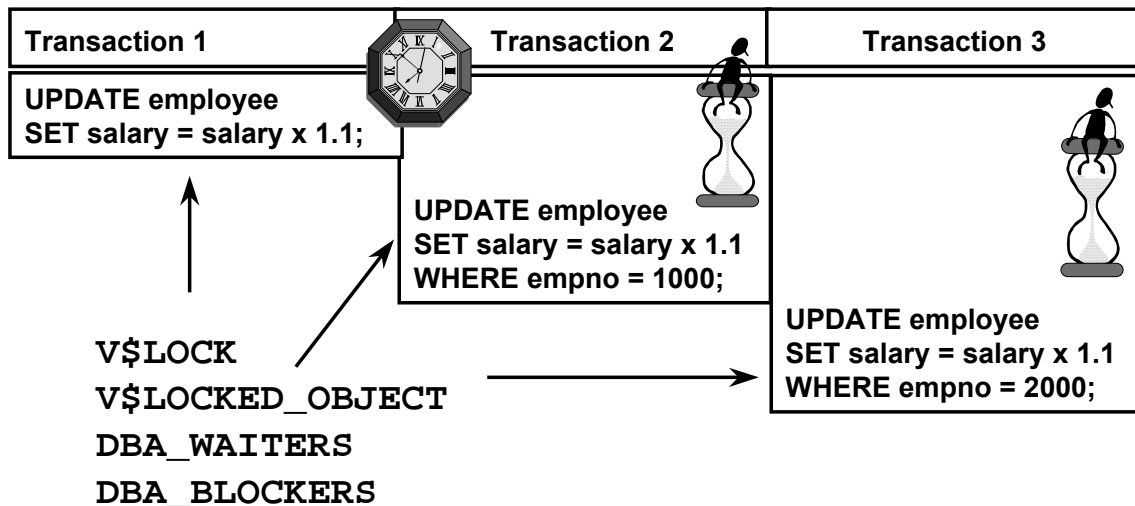 Transaction 1
Transaction 2
Transaction 3
UPDATE employee
SET salary = salary x 1.1;
UPDATE employee
SET salary = salary x 1.1
WHERE empno = 1000;
UPDATE employee
SET salary = salary x 1.1
WHERE empno = 2000;
V$LOCK
V$LOCKED_OBJECT
DBA_WAITERS
DBA_BLOCKERS